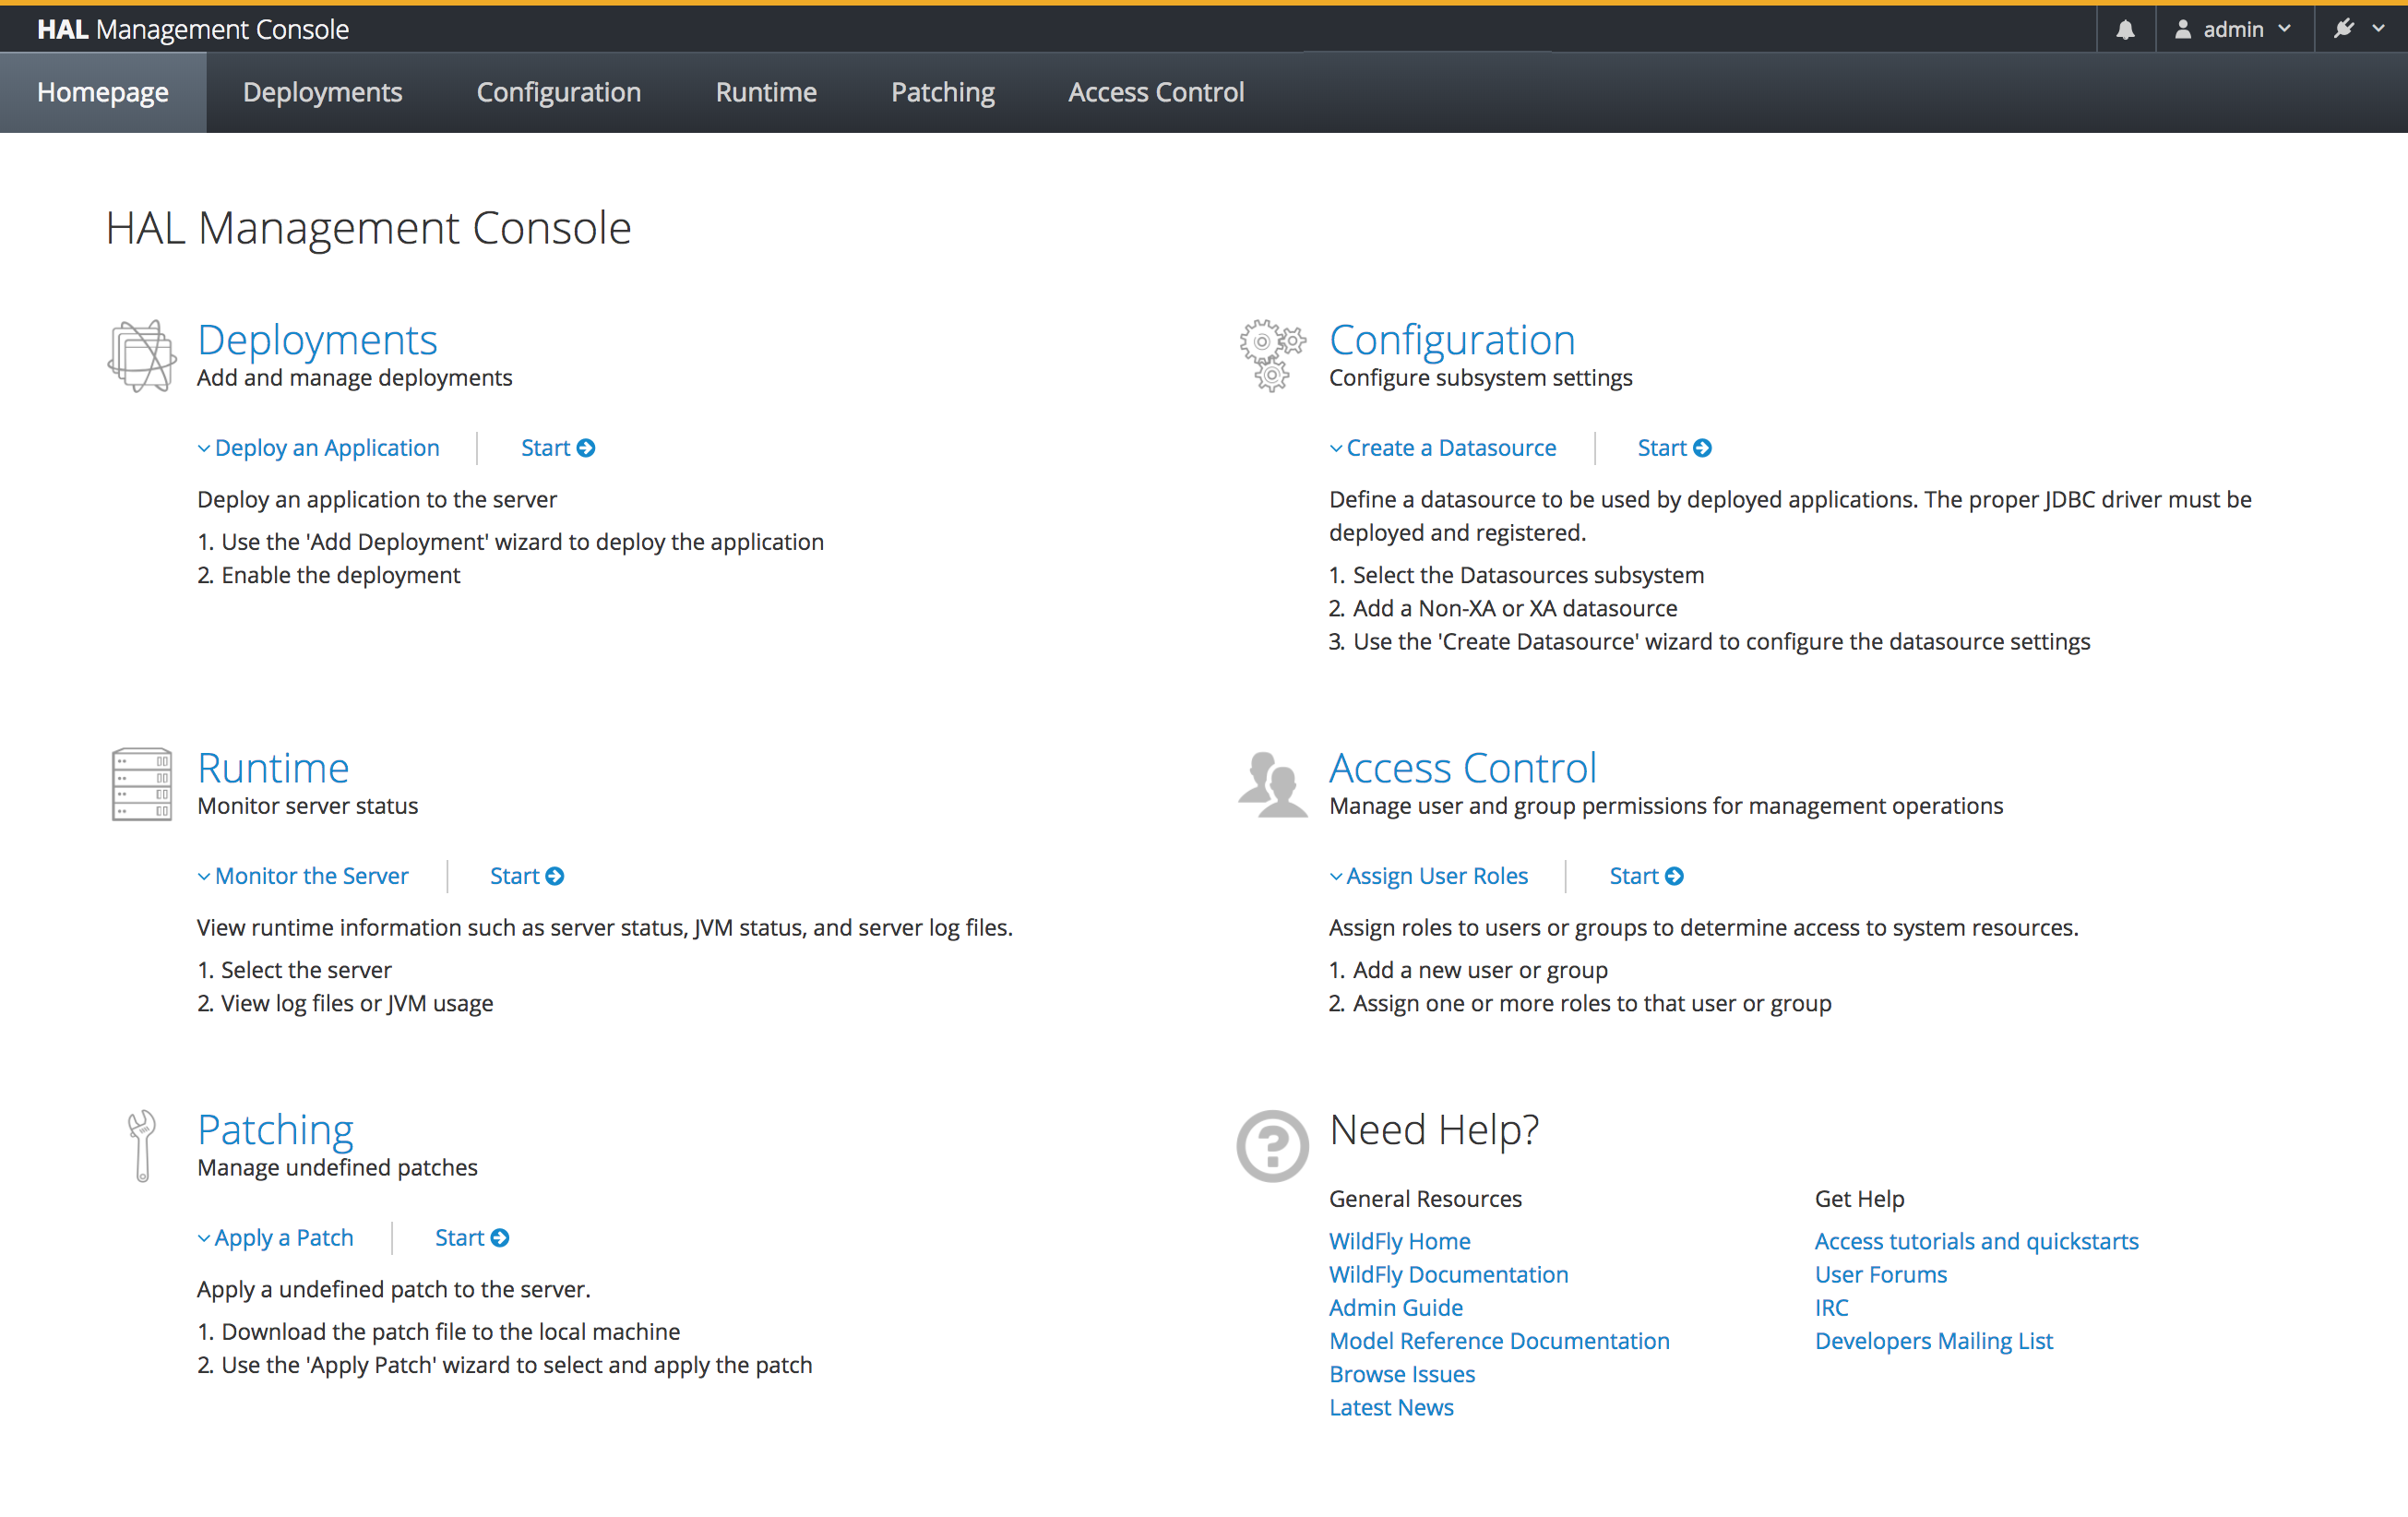 HAL Management Console
admin
Homepage
Deployments
Configuration
Runtime
Patching
Access Control
HAL Management Console
Deployments
Add and manage deployments
Deploy an Application
Start
Deploy an application to the server
1. Use the 'Add Deployment' wizard to deploy the application
2. Enable the deployment
Configuration
Configure subsystem settings
Create a Datasource
Start
Define a datasource to be used by deployed applications. The proper JDBC driver must be
deployed and registered.
1. Select the Datasources subsystem
2. Add a Non-XA or XA datasource
3. Use the 'Create Datasource' wizard to configure the datasource settings
Runtime
Monitor server status
Monitor the Server
Start
View runtime information such as server status, JVM status, and server log files.
1. Select the server
2. View log files or JVM usage
Access Control
Manage user and group permissions for management operations
Assign User Roles
Start
Assign roles to users or groups to determine access to system resources.
1. Add a new user or group
2. Assign one or more roles to that user or group
Patching
Manage undefined patches
Apply a Patch
Start
Apply a undefined patch to the server.
1. Download the patch file to the local machine
2. Use the 'Apply Patch' wizard to select and apply the patch
Need Help?
General Resources
WildFly Home
WildFly Documentation
Admin Guide
Model Reference Documentation
Browse Issues
Latest News
Get Help
Access tutorials and quickstarts
User Forums
IRC
Developers Mailing List